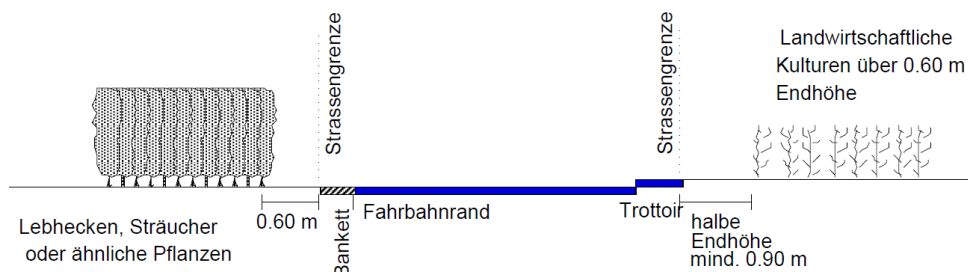 Strassengrenze
Strassengrenze
Landwirtschaftliche
Kulturen über 0.60 m
Endhöhe
Lebhecken, Sträucher
oder ähnliche Pflanzen
0.60 m
Bankett
Fahrbahnrand
Trottoir
halbe
Endhöhe
mind. 0.90 m